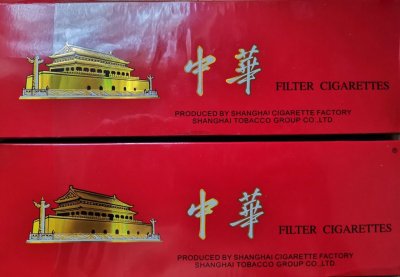 中華
FILTER CIGARETTES
PRODUCED BY SHANGHAI CIGARETTE FACTORY
SHANGHAI TOBACCO GROUP CO.,LTD.
中華
FILTER CIGARETTES
PRODUCED BY SHANGHAI CIGARETTE FACTORY
SHANGHAI TOBACCO GROUP CO.,LTD.